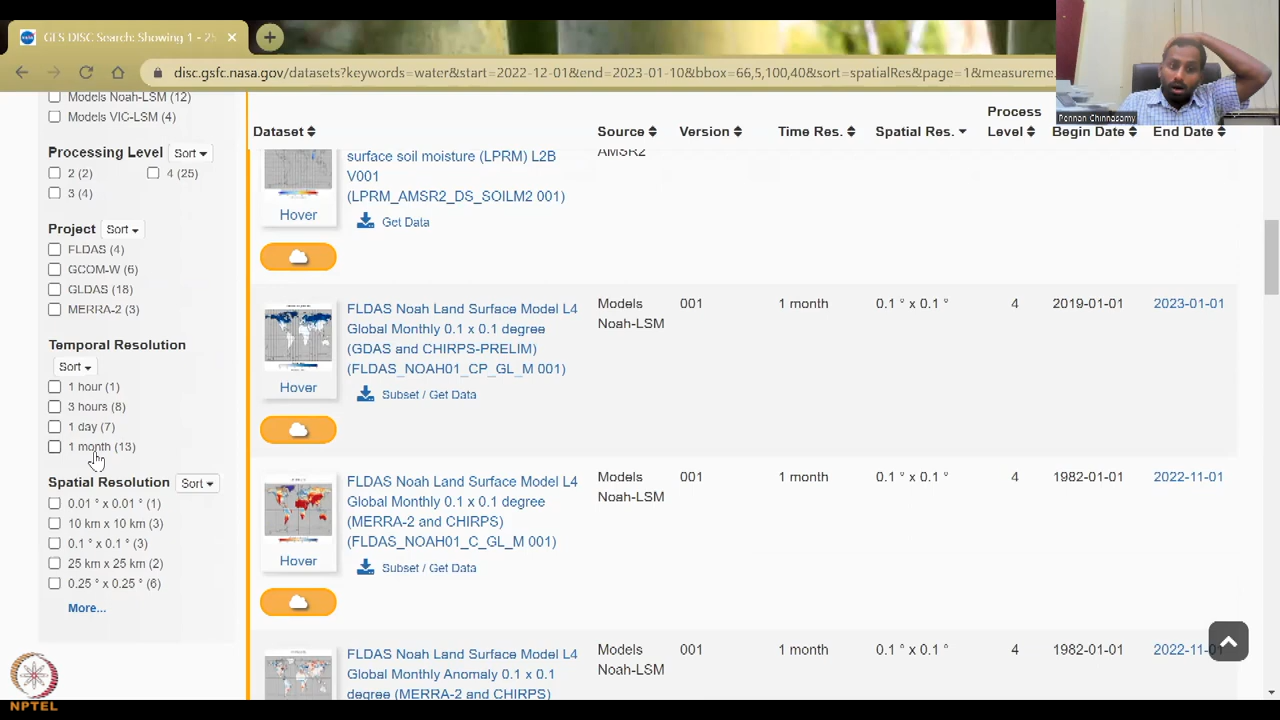 GES DISC Search: Showing 1 - 25
disc.gsfc.nasa.gov/datasets?keywords=water&start=2022-12-01&end=2023-01-10&bbox=66,5,100,40&sort=spatialRes&page=1&measureme.
Pennan Chinnasamy
Models Noah-LSM (12)
Models VIC-LSM (4)
Processing Level Sort
2 (2) 4 (25)
3 (4)
Project Sort
FLDAS (4)
GCOM-W (6)
GLDAS (18)
MERRA-2 (3)
Temporal Resolution
Sort
1 hour (1)
3 hours (8)
1 day (7)
1 month (13)
Spatial Resolution Sort
0.01 ° x 0.01 ° (1)
10 km x 10 km (3)
0.1 ° x 0.1 ° (3)
25 km x 25 km (2)
0.25 ° x 0.25 ° (6)
More...
Dataset Source Version Time Res. Spatial Res. Process Level Begin Date End Date
surface soil moisture (LPRM) L2B
V001
(LPRM_AMSR2_DS_SOILM2 001)
AMSR2
Hover
Get Data
FLDAS Noah Land Surface Model L4
Global Monthly 0.1 x 0.1 degree
(GDAS and CHIRPS-PRELIM)
(FLDAS_NOAH01_CP_GL_M 001)
Models
Noah-LSM
001
1 month
0.1 ° x 0.1 °
4
2019-01-01
2023-01-01
Hover
Subset / Get Data
FLDAS Noah Land Surface Model L4
Global Monthly 0.1 x 0.1 degree
(MERRA-2 and CHIRPS)
(FLDAS_NOAH01_C_GL_M 001)
Models
Noah-LSM
001
1 month
0.1 ° x 0.1 °
4
1982-01-01
2022-11-01
Hover
Subset / Get Data
FLDAS Noah Land Surface Model L4
Global Monthly Anomaly 0.1 x 0.1
degree (MERRA-2 and CHIRPS)
Models
Noah-LSM
001
1 month
0.1 ° x 0.1 °
4
1982-01-01
2022-11-01
NPTEL